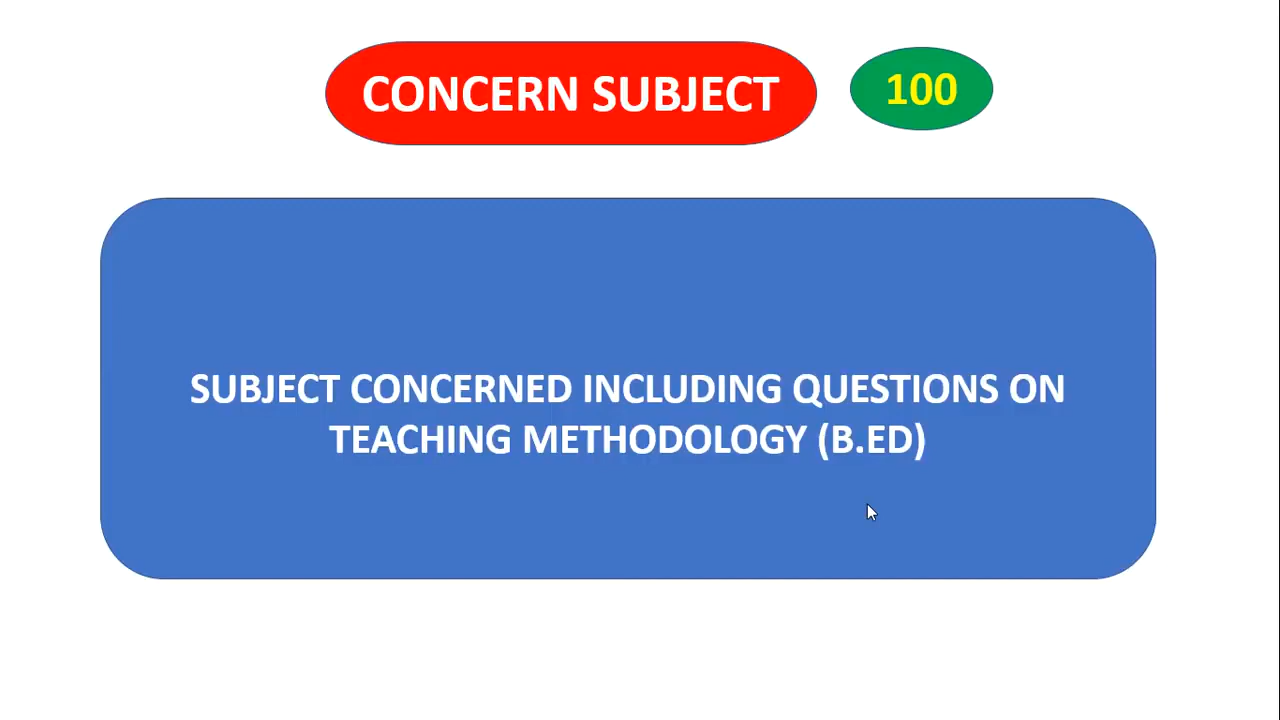 CONCERN SUBJECT
100
SUBJECT CONCERNED INCLUDING QUESTIONS ON
TEACHING METHODOLOGY (B.ED)